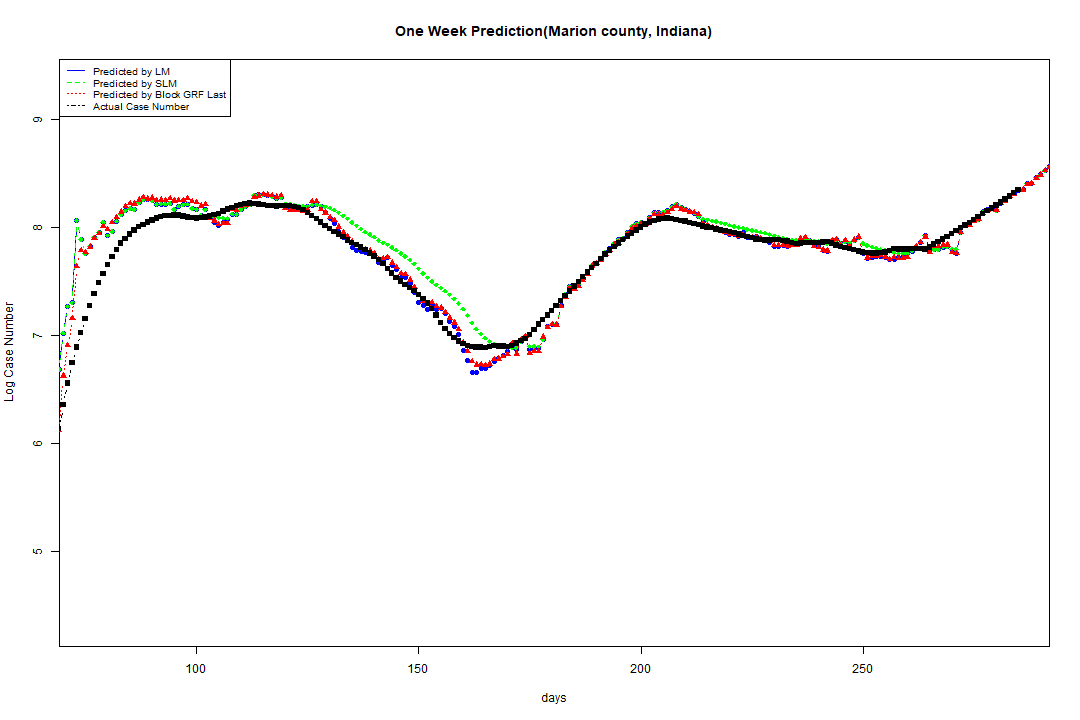 One Week Prediction(Marion county, Indiana)
Predicted by LM
Predicted by SLM
Predicted by Block GRF Last
Actual Case Number
9
8
7
6
5
Log Case Number
100
150
200
250
days